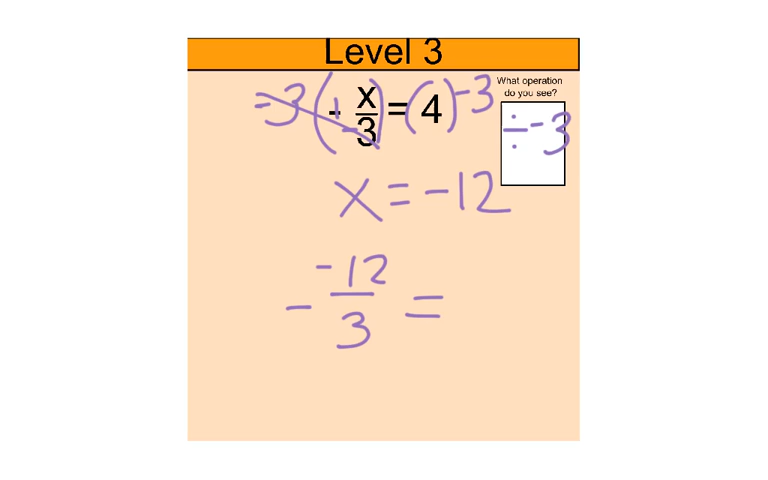 Level 3
What operation
do you see?
-3(-x/-3)=(4)-3
÷-3
x=-12
- -12/3 =